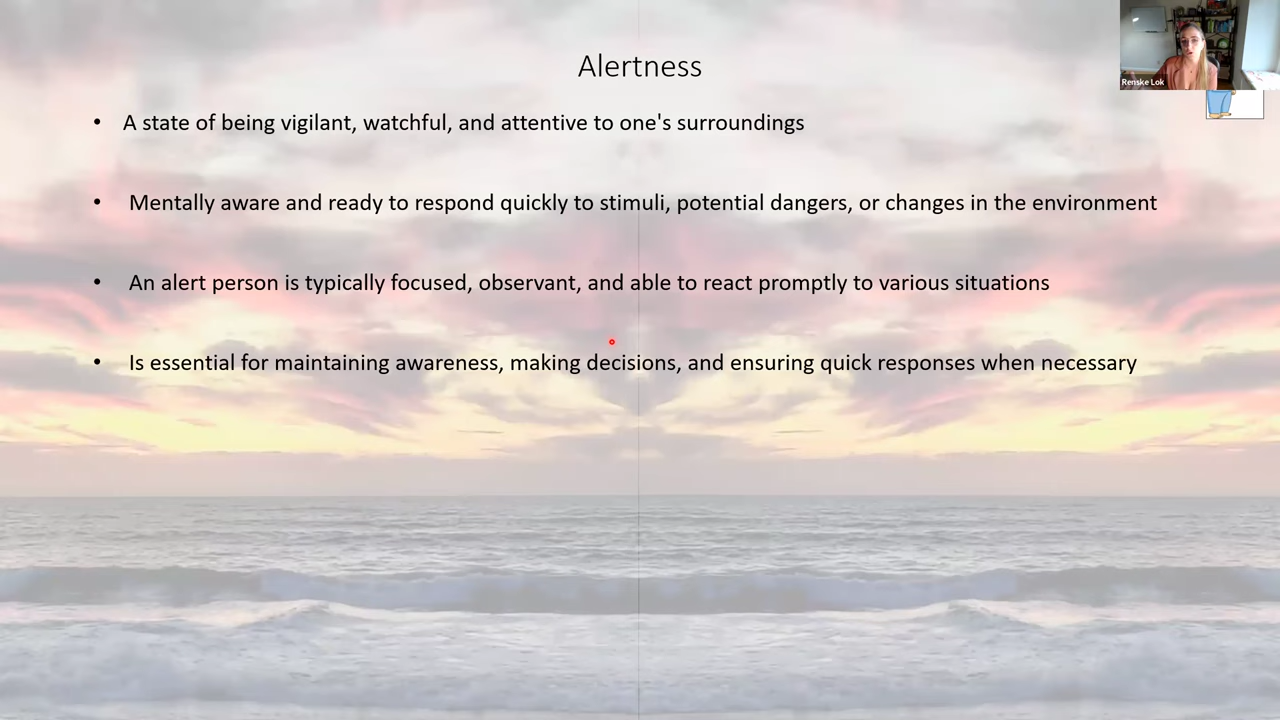 Alertness
Renske Lok
• A state of being vigilant, watchful, and attentive to one's surroundings
• Mentally aware and ready to respond quickly to stimuli, potential dangers, or changes in the environment
• An alert person is typically focused, observant, and able to react promptly to various situations
• Is essential for maintaining awareness, making decisions, and ensuring quick responses when necessary